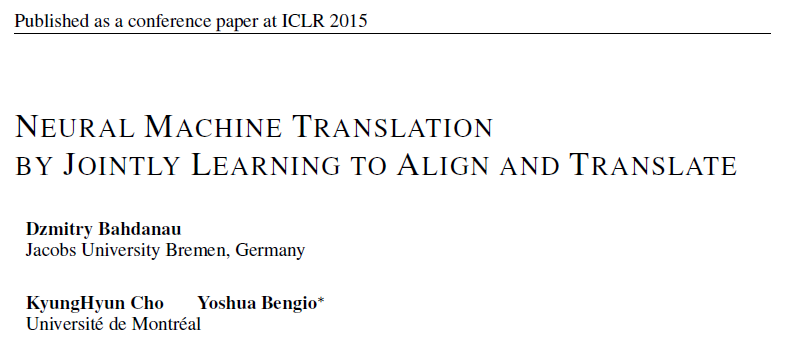 Published as a conference paper at ICLR 2015
NEURAL MACHINE TRANSLATION
BY JOINTLY LEARNING TO ALIGN AND TRANSLATE
Dzmitry Bahdanau
Jacobs University Bremen, Germany
KyungHyun Cho Yoshua Bengio*
Université de Montréal